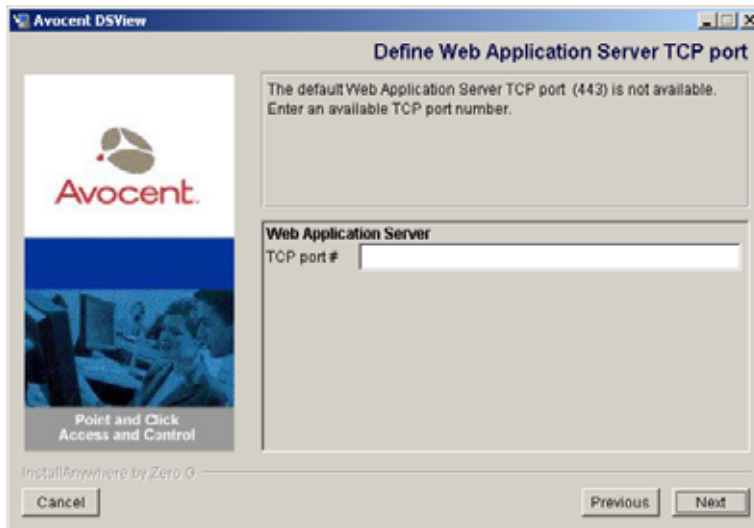 Avocent DSView
Define Web Application Server TCP port
The default Web Application Server TCP port (443) is not available.
Enter an available TCP port number.
Avocent.
Web Application Server
TCP port #
Point and Click
Access and Control
InstallAnywhere by Zero G
Cancel
Previous
Next